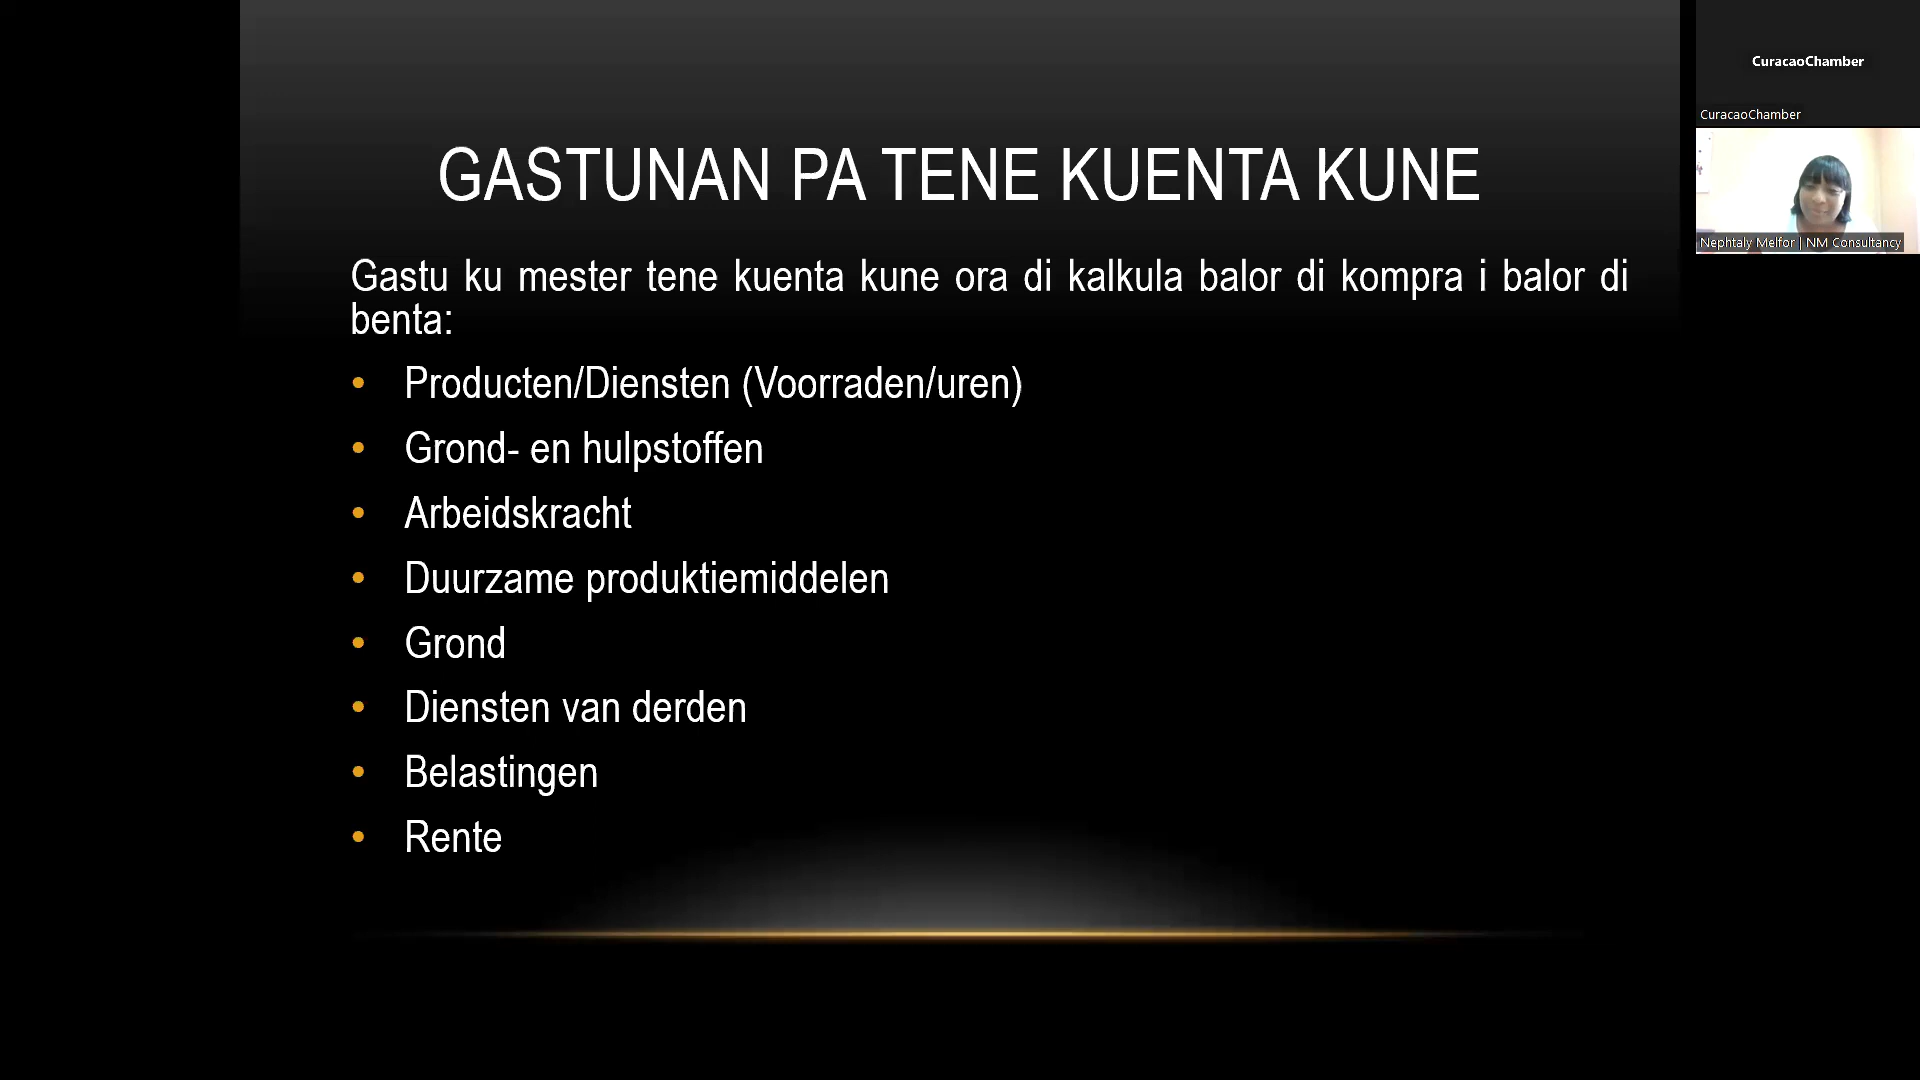 GASTUNAN PA TENE KUENTA KUNE
Gastu ku mester tene kuenta kune ora di kalkula balor di kompra i balor di
benta:
• Producten/Diensten (Voorraden/uren)
• Grond- en hulpstoffen
• Arbeidskracht
• Duurzame produktiemiddelen
• Grond
• Diensten van derden
• Belastingen
• Rente
CuracaoChamber
CuracaoChamber
Nephtaly Melfor | NM Consultancy